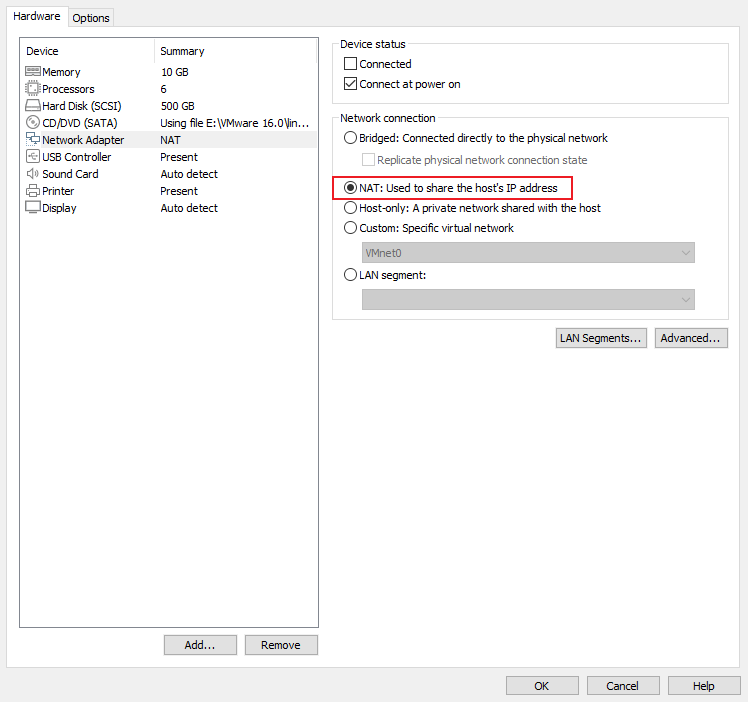 Hardware Options
Device Summary
Memory 10 GB
Processors 6
Hard Disk (SCSI) 500 GB
CD/DVD (SATA) Using file E:\VMware 16.0\lin...
Network Adapter NAT
USB Controller Present
Sound Card Auto detect
Printer Present
Display Auto detect
Add... Remove
Device status
Connected
Connect at power on
Network connection
Bridged: Connected directly to the physical network
Replicate physical network connection state
NAT: Used to share the host's IP address
Host-only: A private network shared with the host
Custom: Specific virtual network
VMnet0
LAN segment:
LAN Segments... Advanced...
OK Cancel Help